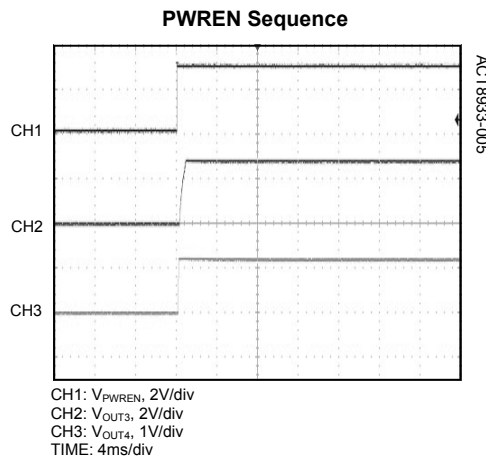 PWREN Sequence
ACT8933-005
CH1
CH2
CH3
CH1: VPWREN, 2V/div
CH2: VOUT3, 2V/div
CH3: VOUT4, 1V/div
TIME: 4ms/div